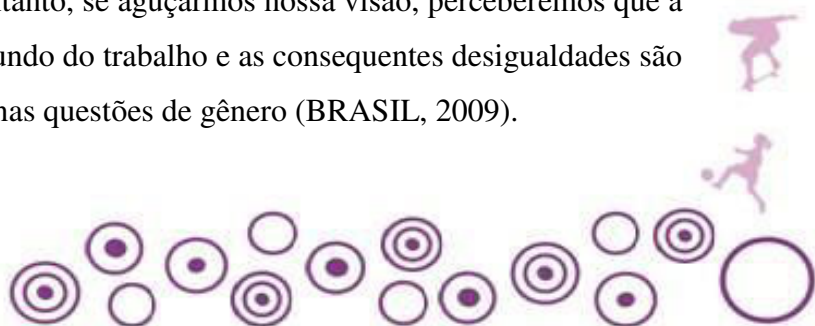 entanto, se aguçarmos nossa visão, perceberemos que a
undo do trabalho e as consequentes desigualdades são
nas questões de gênero (BRASIL, 2009).